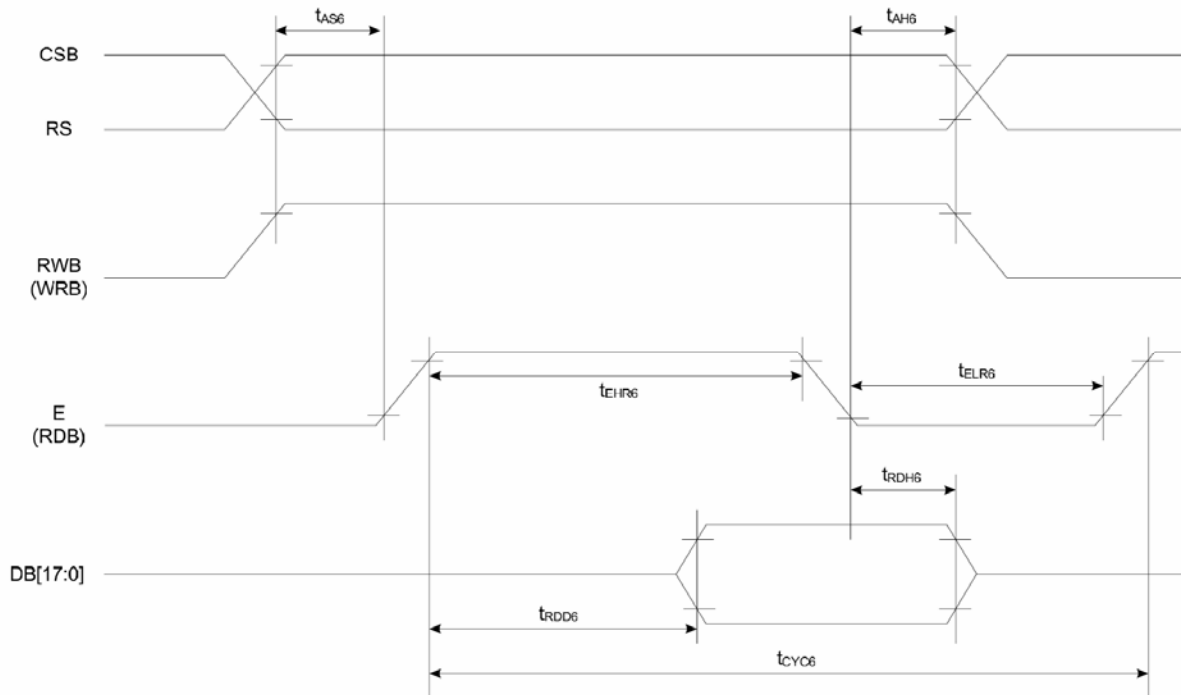 tAS6
tAH6
CSB
RS
RWB
(WRB)
tEHR6
tELR6
E
(RDB)
tRDH6
DB[17:0]
tRDD6
tCYC6